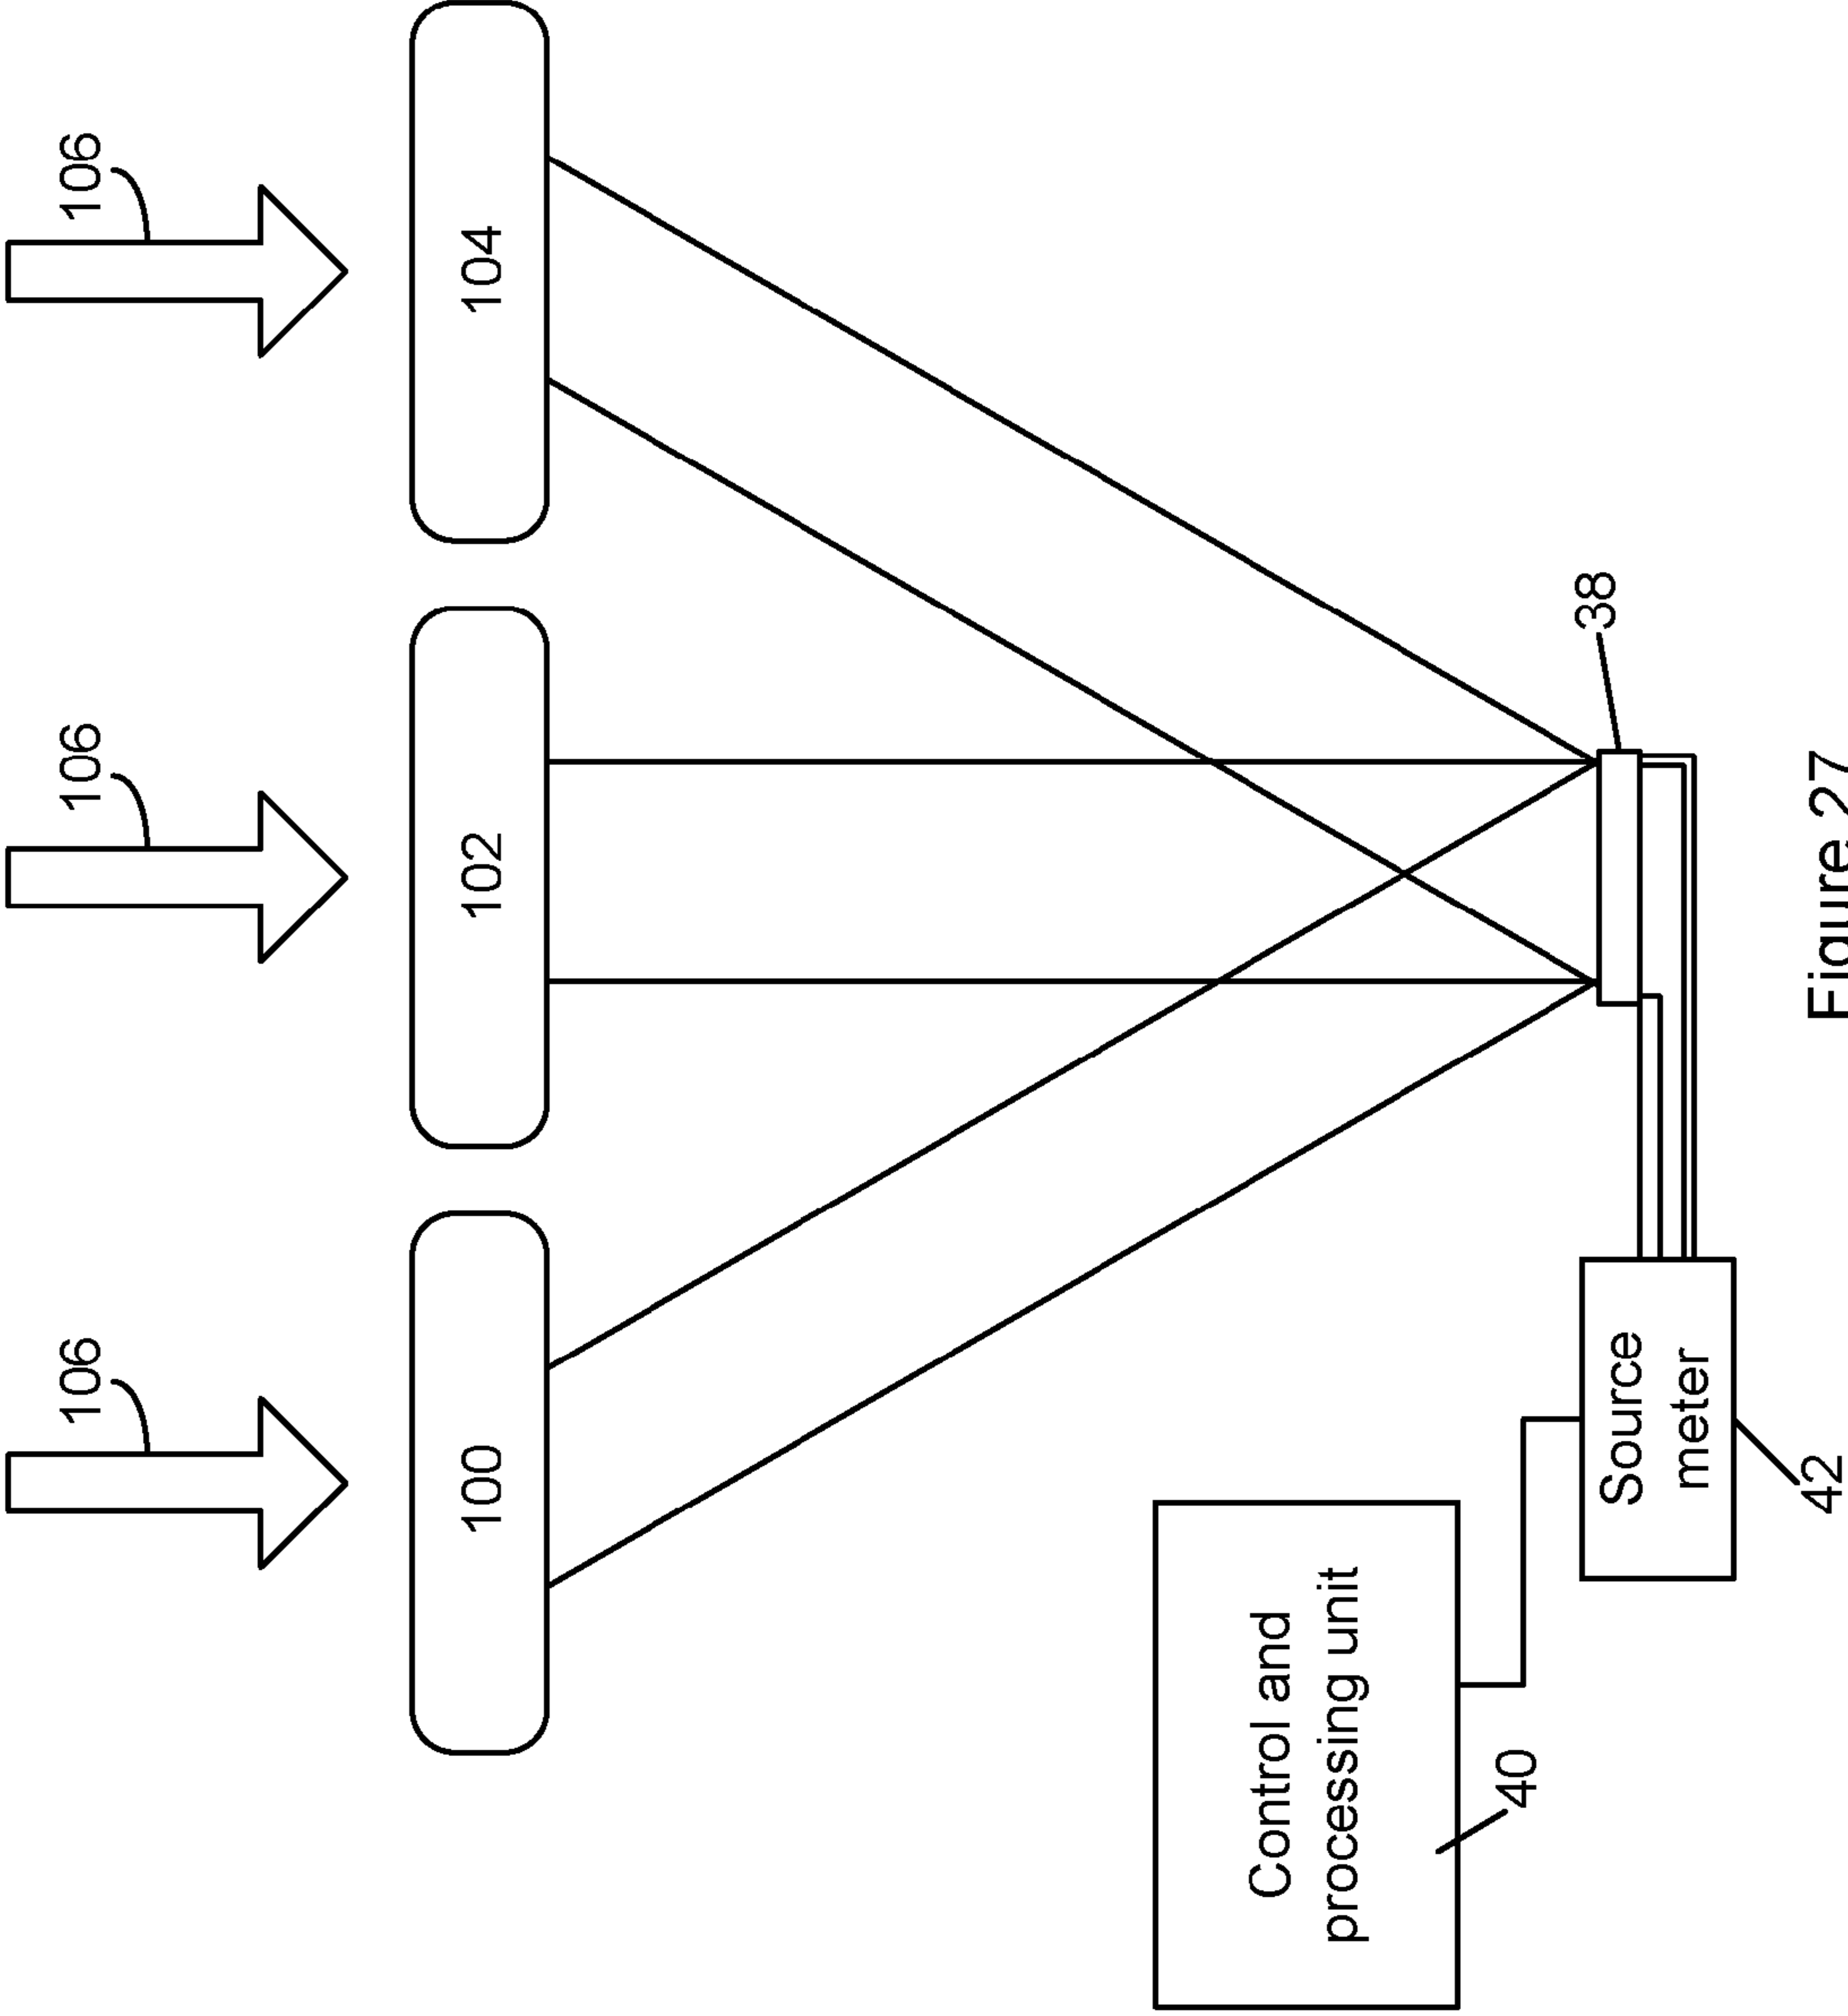 106
106
106
100
102
104
38
Control and
processing unit
40
Source
meter
42
Figure 27